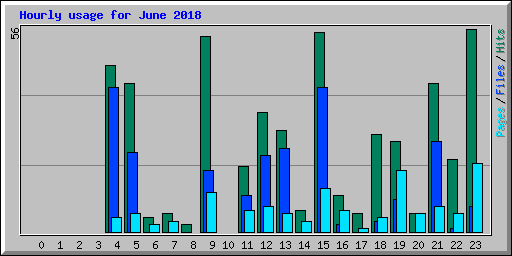 Hourly usage for June 2018
56
Pages / Files / Hits
0 1 2 3 4 5 6 7 8 9 10 11 12 13 14 15 16 17 18 19 20 21 22 23